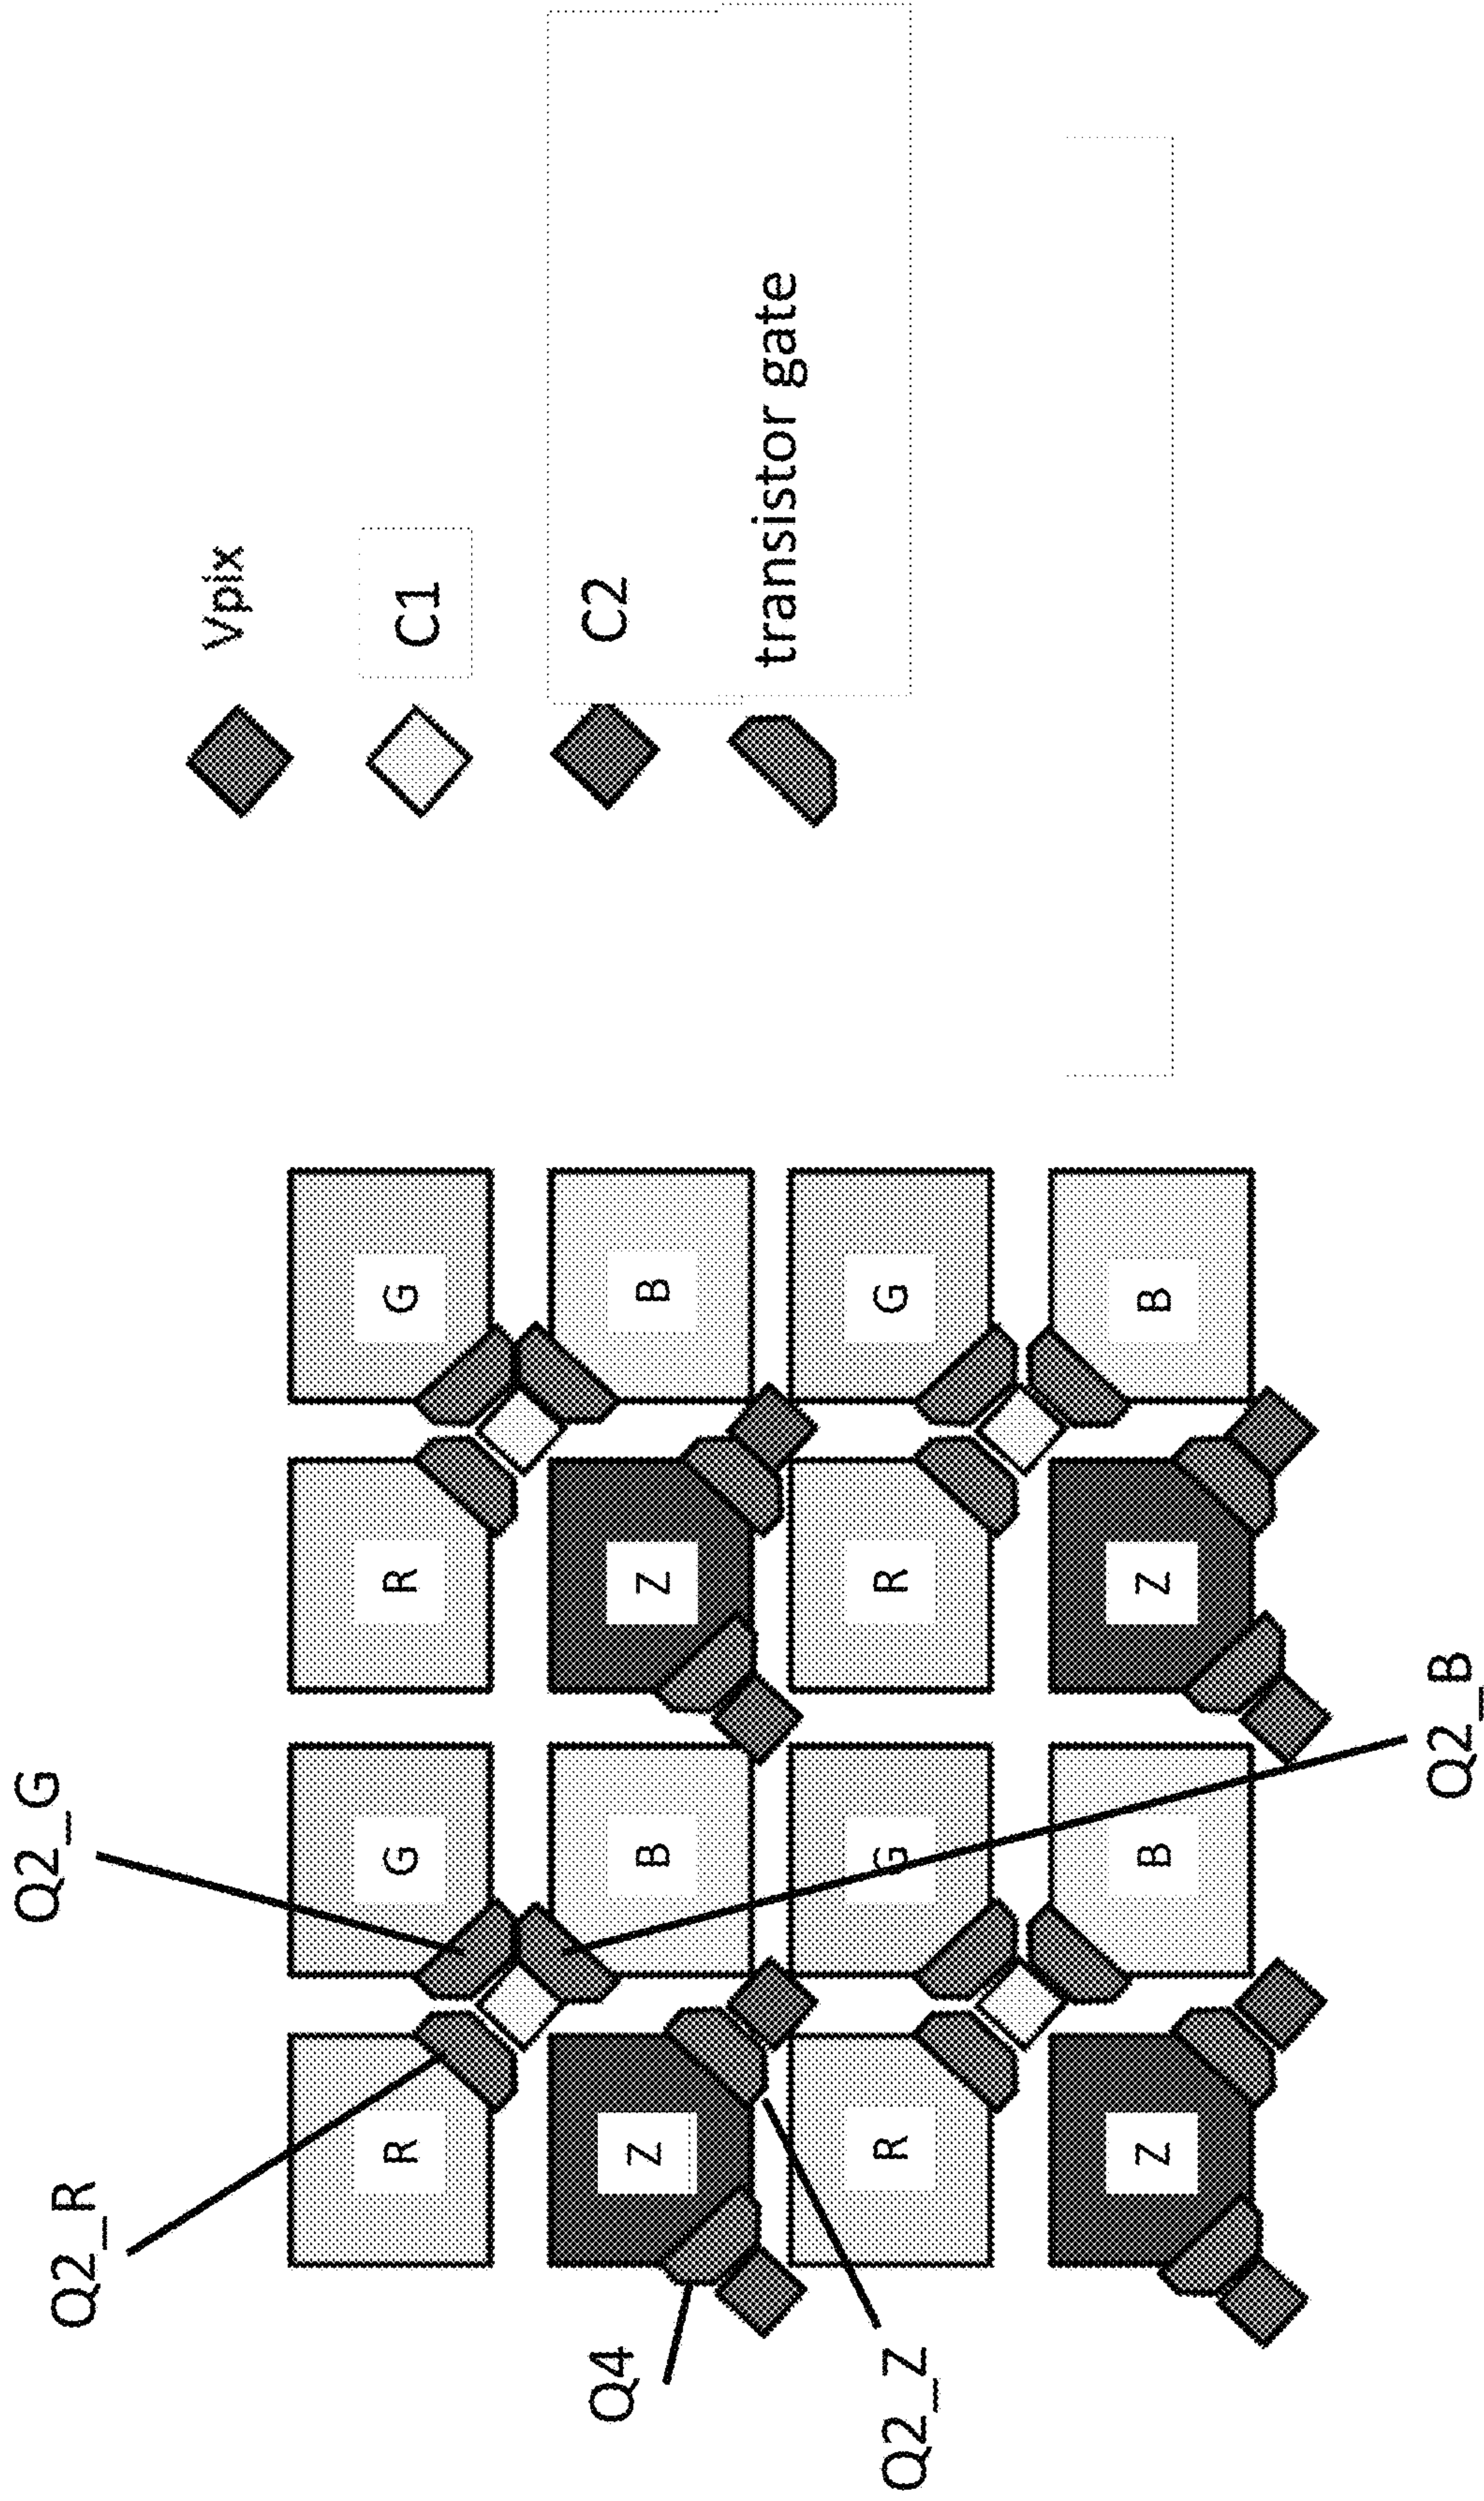 Q2_R Q2_G
Vpix
R G R G
C1
Q4
C2
Z B Z B
transistor gate
R G R G
Q2_Z
Z B Z B
Q2_B